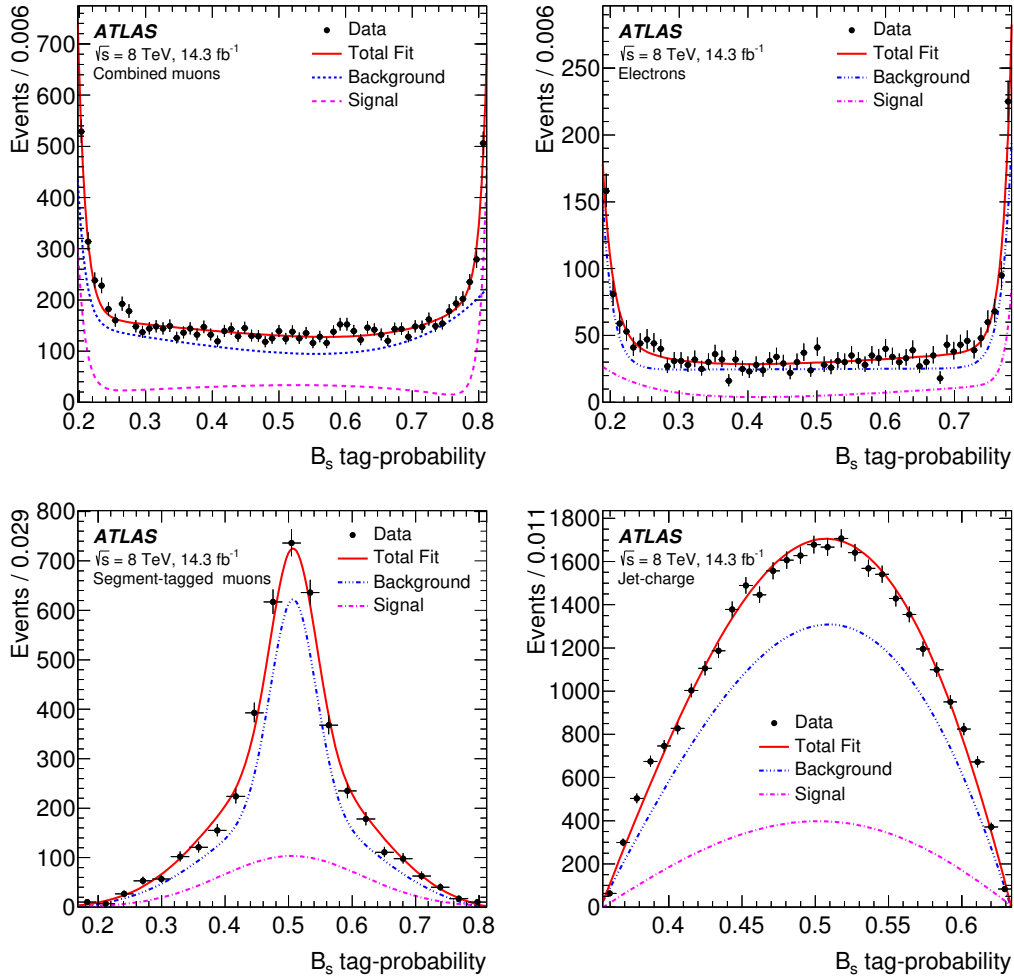 ATLAS
√s = 8 TeV, 14.3 fb⁻¹
Combined muons
Data
Total Fit
Background
Signal
Events / 0.006
700
600
500
400
300
200
100
0
0.2 0.3 0.4 0.5 0.6 0.7 0.8
Bₛ tag-probability
ATLAS
√s = 8 TeV, 14.3 fb⁻¹
Electrons
Data
Total Fit
Background
Signal
Events / 0.006
250
200
150
100
50
0
0.2 0.3 0.4 0.5 0.6 0.7
Bₛ tag-probability
ATLAS
√s = 8 TeV, 14.3 fb⁻¹
Segment-tagged muons
Data
Total Fit
Background
Signal
Events / 0.029
800
700
600
500
400
300
200
100
0
0.2 0.3 0.4 0.5 0.6 0.7 0.8
Bₛ tag-probability
ATLAS
√s = 8 TeV, 14.3 fb⁻¹
Jet-charge
Events / 0.011
1800
1600
1400
1200
1000
800
600
400
200
0
Data
Total Fit
Background
Signal
0.4 0.45 0.5 0.55 0.6
Bₛ tag-probability